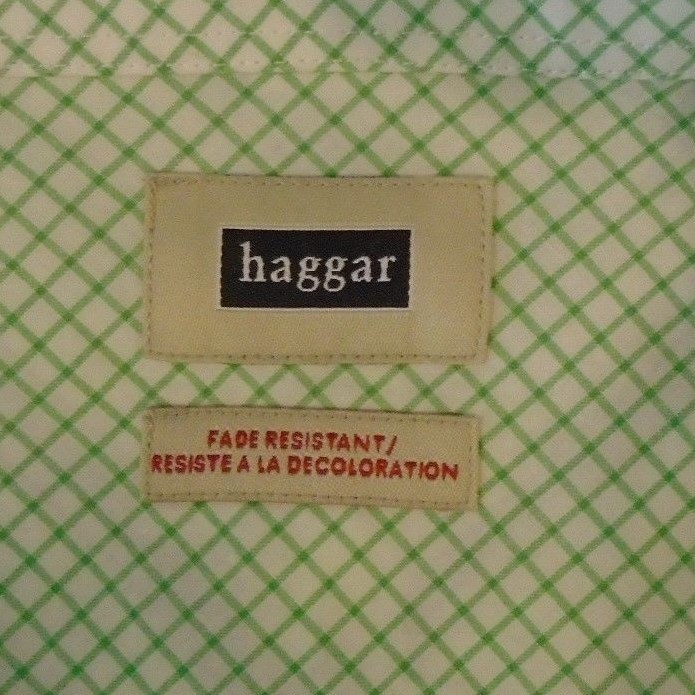 haggar
FADE RESISTANT/
RESISTE A LA DECOLORATION